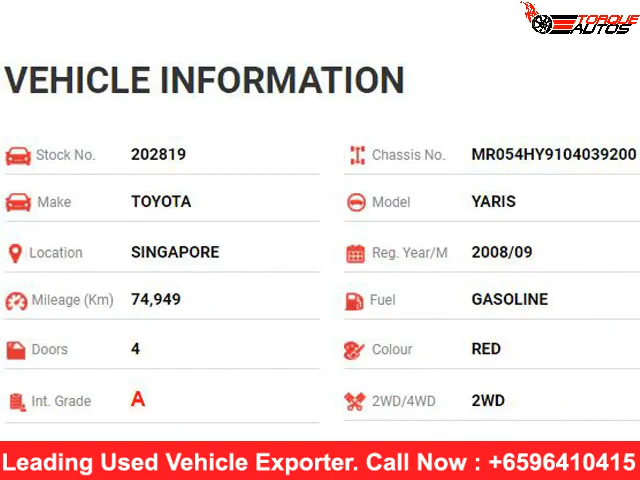 TORQUE
AUTOS
VEHICLE INFORMATION
Stock No. 202819 Chassis No. MR054HY9104039200
Make TOYOTA Model YARIS
Location SINGAPORE Reg. Year/M 2008/09
Mileage (Km) 74,949 Fuel GASOLINE
Doors 4 Colour RED
Int. Grade A 2WD/4WD 2WD
Leading Used Vehicle Exporter. Call Now : +6596410415